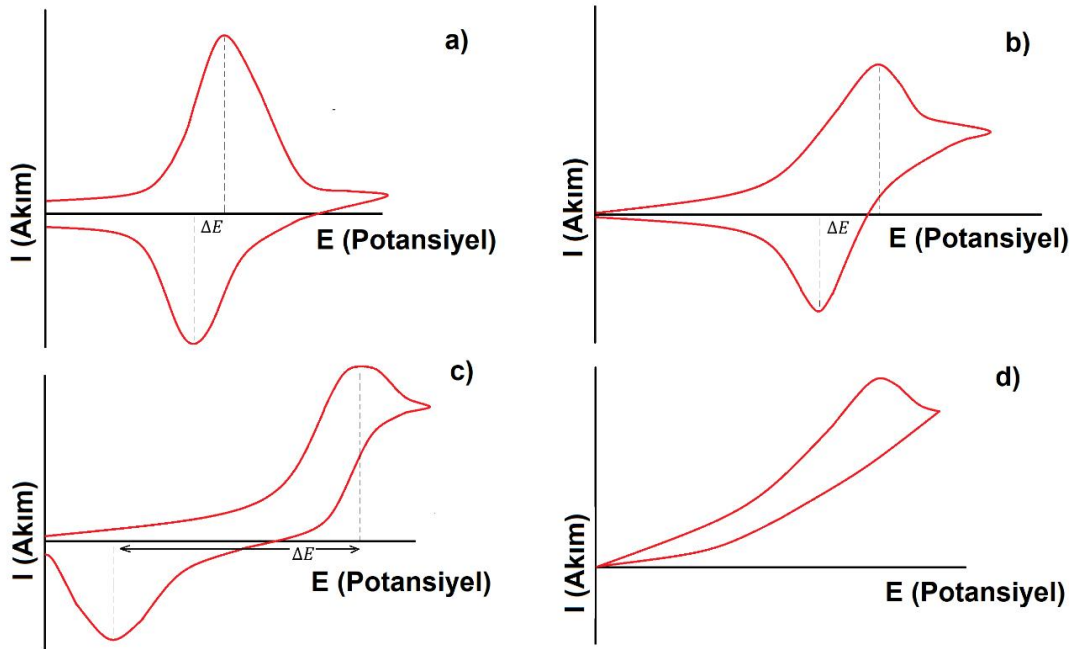 a)
I (Akım)
ΔE
E (Potansiyel)
b)
I (Akım)
ΔE
E (Potansiyel)
c)
I (Akım)
ΔE
E (Potansiyel)
d)
I (Akım)
E (Potansiyel)